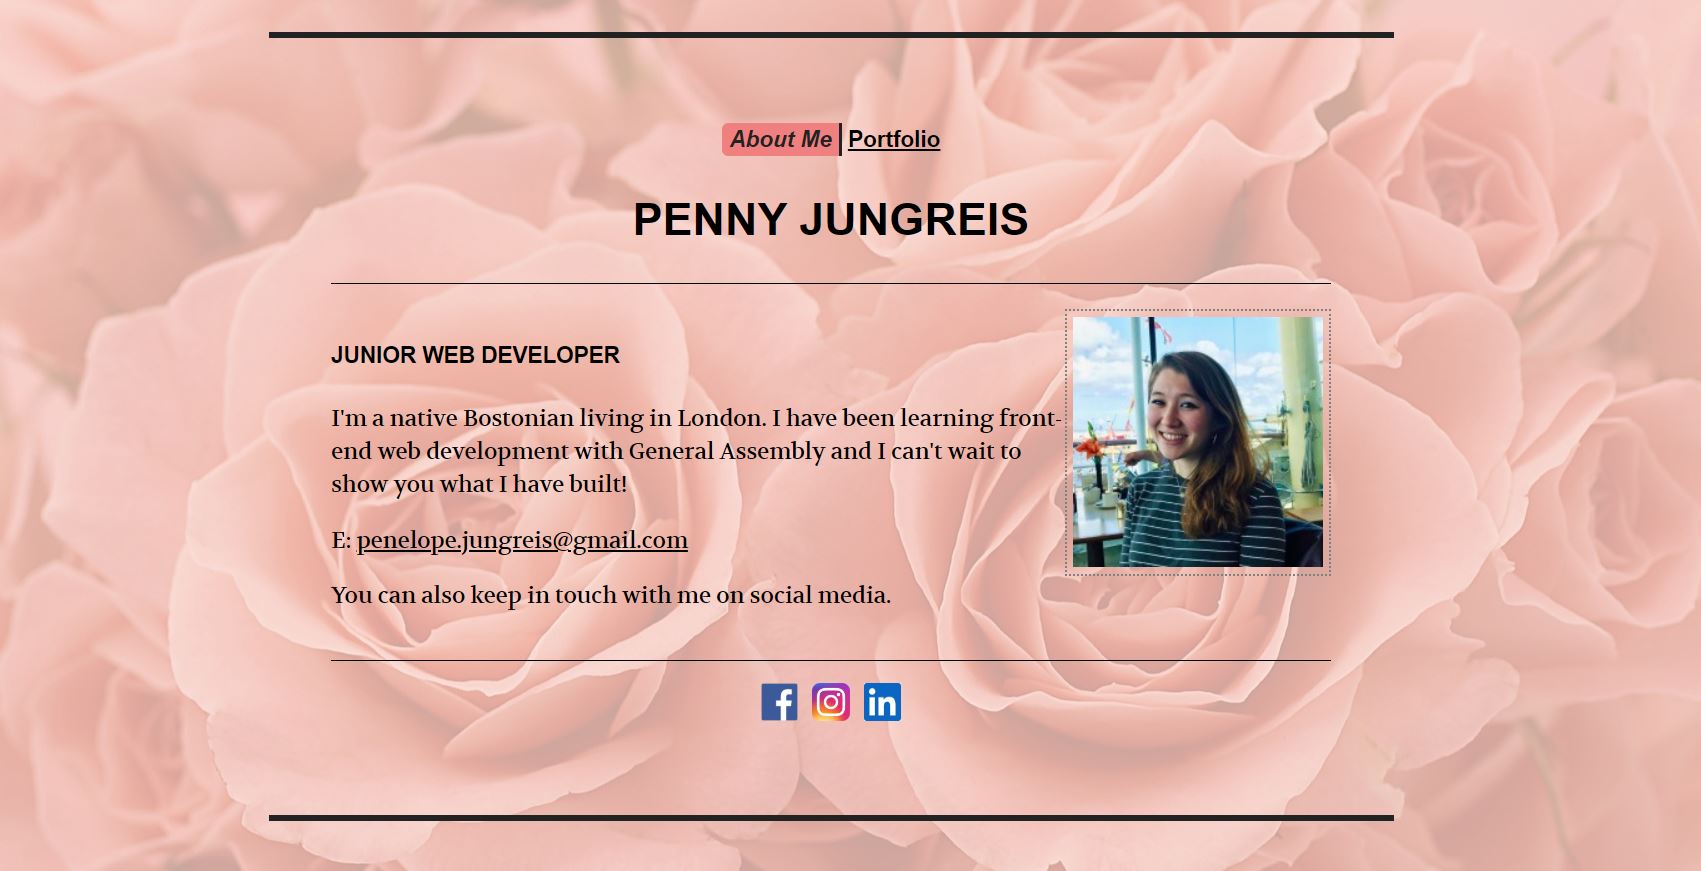 About Me Portfolio
PENNY JUNGREIS
JUNIOR WEB DEVELOPER
I'm a native Bostonian living in London. I have been learning front-
end web development with General Assembly and I can't wait to
show you what I have built!
E: penelope.jungreis@gmail.com
You can also keep in touch with me on social media.